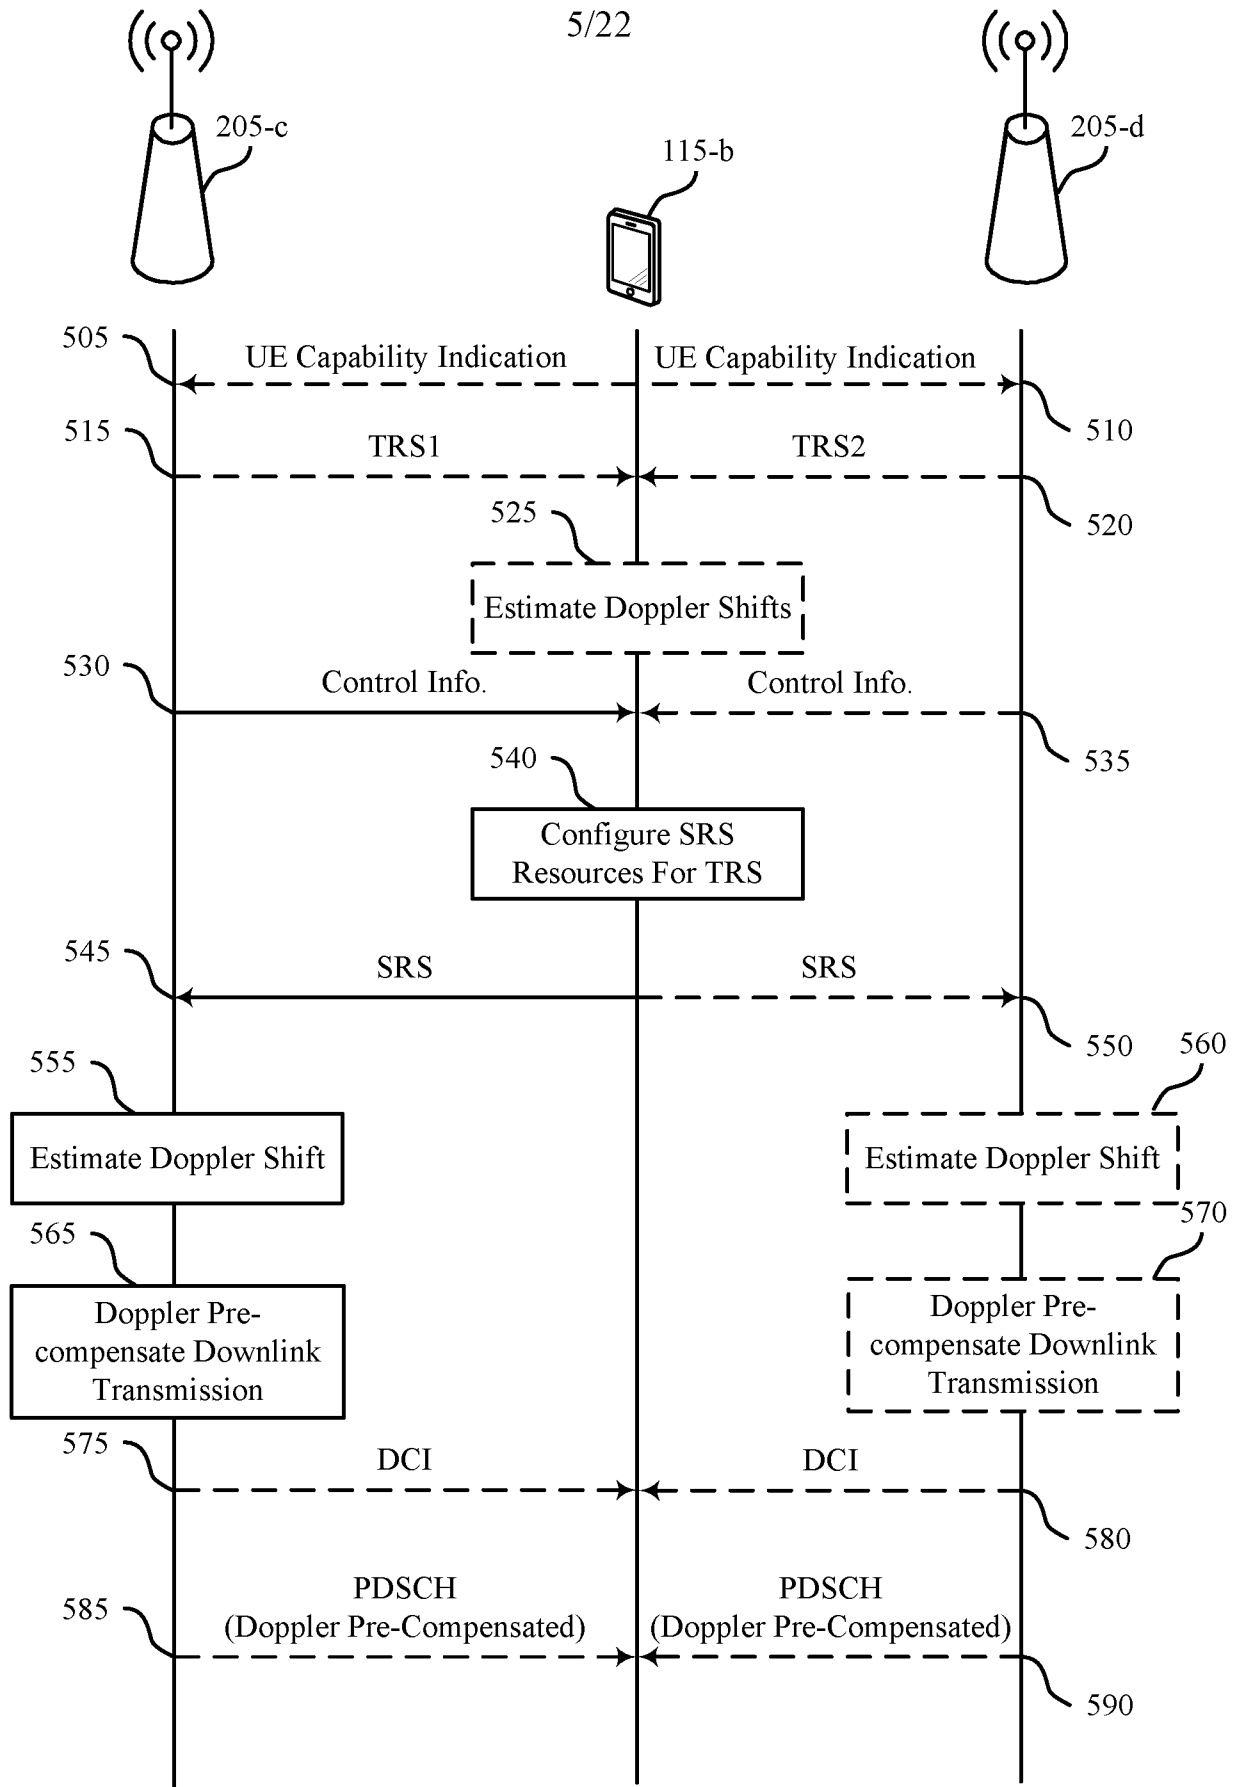 5/22
205-c
205-d
115-b
505
UE Capability Indication
UE Capability Indication
510
515
TRS1
TRS2
520
525
Estimate Doppler Shifts
530
Control Info.
Control Info.
535
540
Configure SRS
Resources For TRS
545
SRS
SRS
550
555
560
Estimate Doppler Shift
Estimate Doppler Shift
565
570
Doppler Pre-
compensate Downlink
Transmission
Doppler Pre-
compensate Downlink
Transmission
575
DCI
DCI
580
585
PDSCH
(Doppler Pre-Compensated)
PDSCH
(Doppler Pre-Compensated)
590